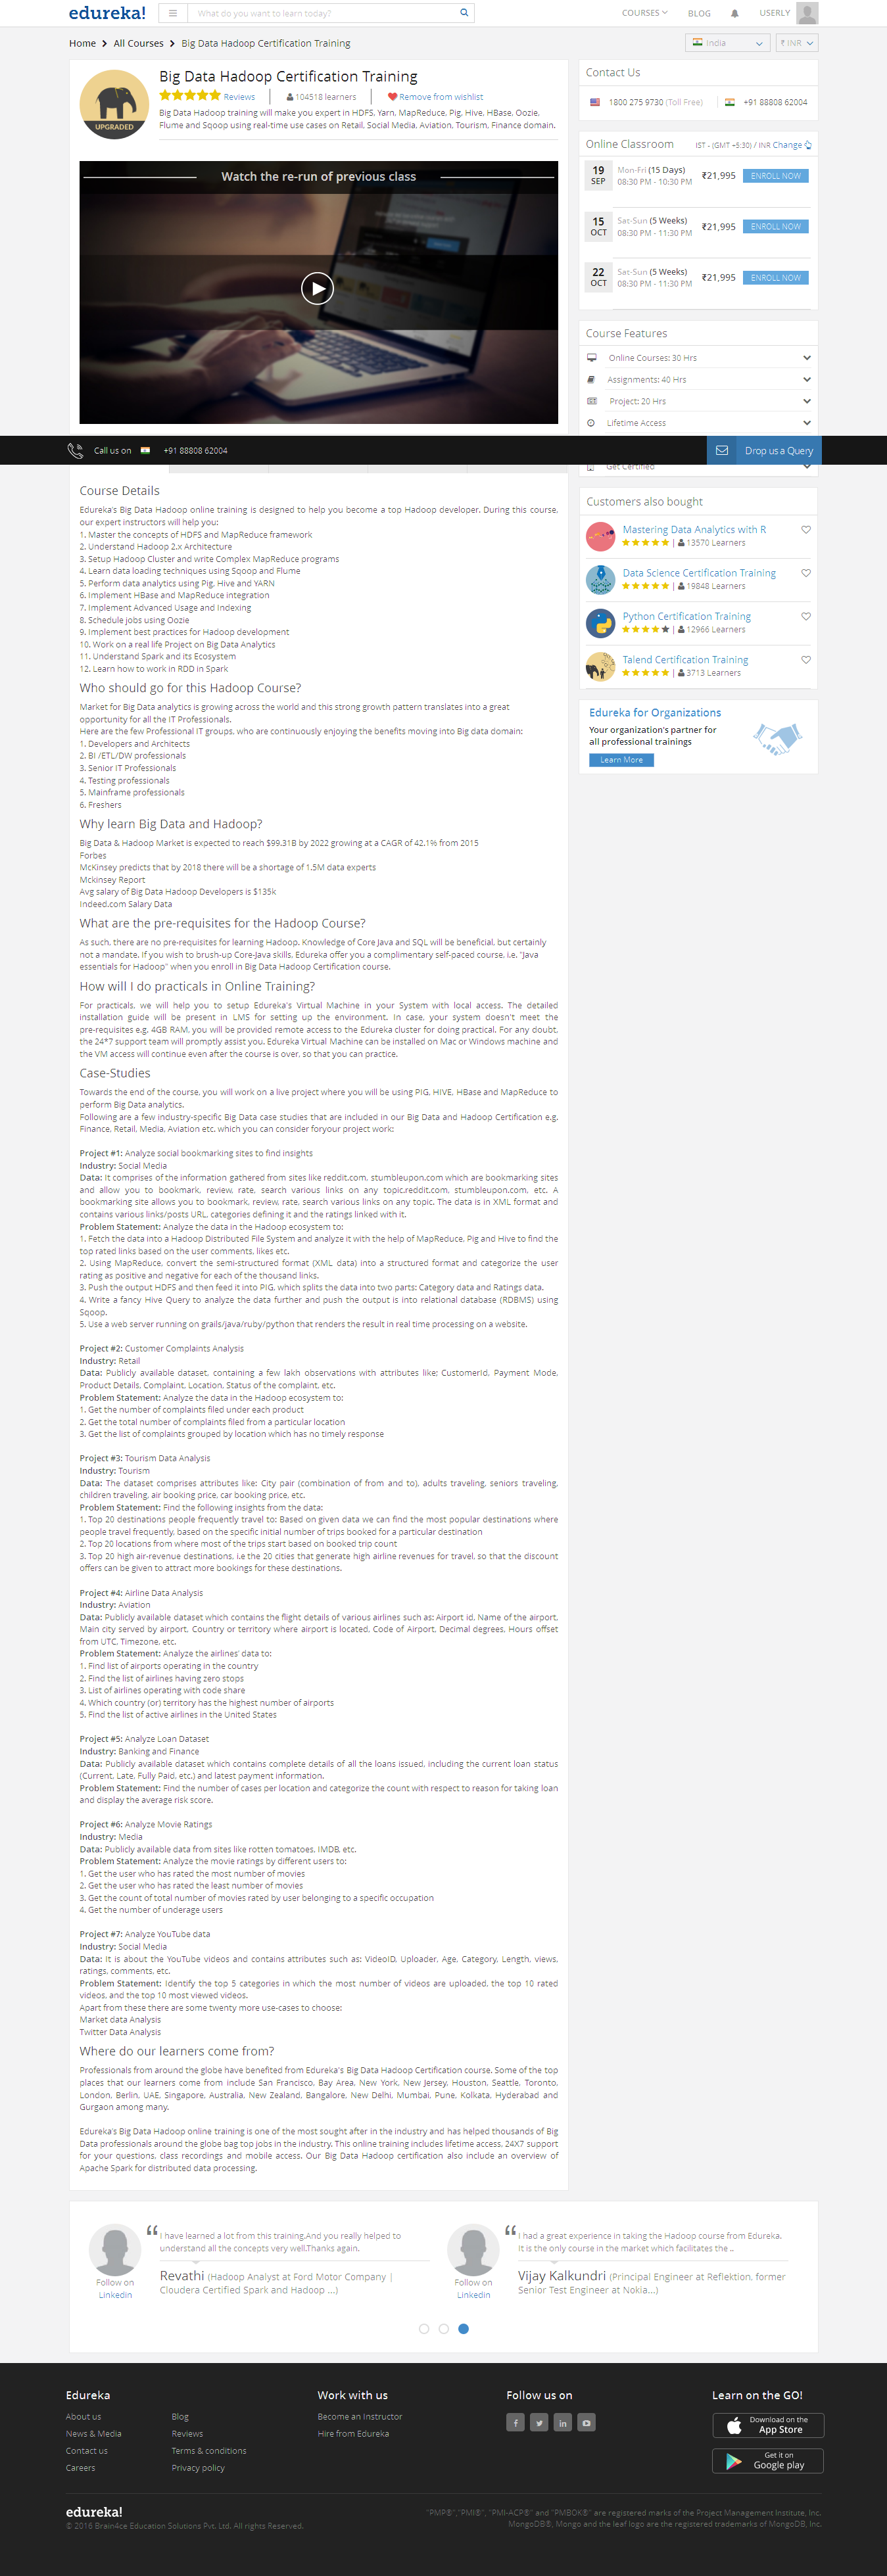 edureka!
What do you want to learn today?
COURSES
BLOG
USERLY
Home
All Courses
Big Data Hadoop Certification Training
India
₹ INR
UPGRADED
Big Data Hadoop Certification Training
Reviews
104518 learners
Remove from wishlist
Big Data Hadoop training will make you expert in HDFS, Yarn, MapReduce, Pig, Hive, HBase, Oozie,
Flume and Sqoop using real-time use cases on Retail, Social Media, Aviation, Tourism, Finance domain.
Watch the re-run of previous class
Contact Us
1800 275 9730 (Toll Free)
+91 88808 62004
Online Classroom
IST - (GMT +5:30) / INR Change
19 SEP
Mon-Fri (15 Days)
08:30 PM - 10:30 PM
₹21,995
ENROLL NOW
15 OCT
Sat-Sun (5 Weeks)
08:30 PM - 11:30 PM
₹21,995
ENROLL NOW
22 OCT
Sat-Sun (5 Weeks)
08:30 PM - 11:30 PM
₹21,995
ENROLL NOW
Course Features
Online Courses: 30 Hrs
Assignments: 40 Hrs
Project: 20 Hrs
Lifetime Access
Call us on
+91 88808 62004
Drop us a Query
Get Certified
Course Details
Edureka's Big Data Hadoop online training is designed to help you become a top Hadoop developer. During this course,
our expert instructors will help you:
1. Master the concepts of HDFS and MapReduce framework
2. Understand Hadoop 2.x Architecture
3. Setup Hadoop Cluster and write Complex MapReduce programs
4. Learn data loading techniques using Sqoop and Flume
5. Perform data analytics using Pig, Hive and YARN
6. Implement HBase and MapReduce integration
7. Implement Advanced Usage and Indexing
8. Schedule jobs using Oozie
9. Implement best practices for Hadoop development
10. Work on a real life Project on Big Data Analytics
11. Understand Spark and its Ecosystem
12. Learn how to work in RDD in Spark
Who should go for this Hadoop Course?
Market for Big Data analytics is growing across the world and this strong growth pattern translates into a great
opportunity for all the IT Professionals.
Here are the few Professional IT groups, who are continuously enjoying the benefits moving into Big data domain:
1. Developers and Architects
2. BI /ETL/DW professionals
3. Senior IT Professionals
4. Testing professionals
5. Mainframe professionals
6. Freshers
Why learn Big Data and Hadoop?
Big Data & Hadoop Market is expected to reach $99.31B by 2022 growing at a CAGR of 42.1% from 2015
Forbes
McKinsey predicts that by 2018 there will be a shortage of 1.5M data experts
Mckinsey Report
Avg salary of Big Data Hadoop Developers is $135k
Indeed.com Salary Data
What are the pre-requisites for the Hadoop Course?
As such, there are no pre-requisites for learning Hadoop. Knowledge of Core Java and SQL will be beneficial, but certainly
not a mandate. If you wish to brush-up Core-Java skills, Edureka offer you a complimentary self-paced course, i.e. "Java
essentials for Hadoop" when you enroll in Big Data Hadoop Certification course.
How will I do practicals in Online Training?
For practicals, we will help you to setup Edureka's Virtual Machine in your System with local access. The detailed
installation guide will be present in LMS for setting up the environment. In case, your system doesn't meet the
pre-requisites e.g. 4GB RAM, you will be provided remote access to the Edureka cluster for doing practical. For any doubt,
the 24*7 support team will promptly assist you. Edureka Virtual Machine can be installed on Mac or Windows machine and
the VM access will continue even after the course is over, so that you can practice.
Case-Studies
Towards the end of the course, you will work on a live project where you will be using PIG, HIVE, HBase and MapReduce to
perform Big Data analytics.
Following are a few industry-specific Big Data case studies that are included in our Big Data and Hadoop Certification e.g.
Finance, Retail, Media, Aviation etc. which you can consider foryour project work:
Project #1: Analyze social bookmarking sites to find insights
Industry: Social Media
Data: It comprises of the information gathered from sites like reddit.com, stumbleupon.com which are bookmarking sites
and allow you to bookmark, review, rate, search various links on any topic.reddit.com, stumbleupon.com, etc. A
bookmarking site allows you to bookmark, review, rate, search various links on any topic. The data is in XML format and
contains various links/posts URL, categories defining it and the ratings linked with it.
Problem Statement: Analyze the data in the Hadoop ecosystem to:
1. Fetch the data into a Hadoop Distributed File System and analyze it with the help of MapReduce, Pig and Hive to find the
top rated links based on the user comments, likes etc.
2. Using MapReduce, convert the semi-structured format (XML data) into a structured format and categorize the user
rating as positive and negative for each of the thousand links.
3. Push the output HDFS and then feed it into PIG, which splits the data into two parts: Category data and Ratings data.
4. Write a fancy Hive Query to analyze the data further and push the output is into relational database (RDBMS) using
Sqoop.
5. Use a web server running on grails/java/ruby/python that renders the result in real time processing on a website.
Project #2: Customer Complaints Analysis
Industry: Retail
Data: Publicly available dataset, containing a few lakh observations with attributes like; CustomerId, Payment Mode,
Product Details, Complaint, Location, Status of the complaint, etc.
Problem Statement: Analyze the data in the Hadoop ecosystem to:
1. Get the number of complaints filed under each product
2. Get the total number of complaints filed from a particular location
3. Get the list of complaints grouped by location which has no timely response
Project #3: Tourism Data Analysis
Industry: Tourism
Data: The dataset comprises attributes like: City pair (combination of from and to), adults traveling, seniors traveling,
children traveling, air booking price, car booking price, etc.
Problem Statement: Find the following insights from the data:
1. Top 20 destinations people frequently travel to: Based on given data we can find the most popular destinations where
people travel frequently, based on the specific initial number of trips booked for a particular destination
2. Top 20 locations from where most of the trips start based on booked trip count
3. Top 20 high air-revenue destinations, i.e the 20 cities that generate high airline revenues for travel, so that the discount
offers can be given to attract more bookings for these destinations.
Project #4: Airline Data Analysis
Industry: Aviation
Data: Publicly available dataset which contains the flight details of various airlines such as: Airport id, Name of the airport,
Main city served by airport, Country or territory where airport is located, Code of Airport, Decimal degrees, Hours offset
from UTC, Timezone, etc.
Problem Statement: Analyze the airlines' data to:
1. Find list of airports operating in the country
2. Find the list of airlines having zero stops
3. List of airlines operating with code share
4. Which country (or) territory has the highest number of airports
5. Find the list of active airlines in the United States
Project #5: Analyze Loan Dataset
Industry: Banking and Finance
Data: Publicly available dataset which contains complete details of all the loans issued, including the current loan status
(Current, Late, Fully Paid, etc.) and latest payment information.
Problem Statement: Find the number of cases per location and categorize the count with respect to reason for taking loan
and display the average risk score.
Project #6: Analyze Movie Ratings
Industry: Media
Data: Publicly available data from sites like rotten tomatoes, IMDB, etc.
Problem Statement: Analyze the movie ratings by different users to:
1. Get the user who has rated the most number of movies
2. Get the user who has rated the least number of movies
3. Get the count of total number of movies rated by user belonging to a specific occupation
4. Get the number of underage users
Project #7: Analyze YouTube data
Industry: Social Media
Data: It is about the YouTube videos and contains attributes such as: VideoID, Uploader, Age, Category, Length, views,
ratings, comments, etc.
Problem Statement: Identify the top 5 categories in which the most number of videos are uploaded, the top 10 rated
videos, and the top 10 most viewed videos.
Apart from these there are some twenty more use-cases to choose:
Market data Analysis
Twitter Data Analysis
Where do our learners come from?
Professionals from around the globe have benefited from Edureka's Big Data Hadoop Certification course. Some of the top
places that our learners come from include San Francisco, Bay Area, New York, New Jersey, Houston, Seattle, Toronto,
London, Berlin, UAE, Singapore, Australia, New Zealand, Bangalore, New Delhi, Mumbai, Pune, Kolkata, Hyderabad and
Gurgaon among many.
Edureka's Big Data Hadoop online training is one of the most sought after in the industry and has helped thousands of Big
Data professionals around the globe bag top jobs in the industry. This online training includes lifetime access, 24X7 support
for your questions, class recordings and mobile access. Our Big Data Hadoop certification also include an overview of
Apache Spark for distributed data processing.
Customers also bought
Mastering Data Analytics with R
| 13570 Learners
Data Science Certification Training
| 19848 Learners
Python Certification Training
| 12966 Learners
Talend Certification Training
| 3713 Learners
Edureka for Organizations
Your organization's partner for
all professional trainings
Learn More
“ I have learned a lot from this training.And you really helped to
understand all the concepts very well.Thanks again.
Revathi (Hadoop Analyst at Ford Motor Company |
Cloudera Certified Spark and Hadoop ...)
Follow on
Linkedin
“ I had a great experience in taking the Hadoop course from Edureka.
It is the only course in the market which facilitates the ..
Vijay Kalkundri (Principal Engineer at Reflektion, former
Senior Test Engineer at Nokia...)
Follow on
Linkedin
Edureka
About us
News & Media
Contact us
Careers
Blog
Reviews
Terms & conditions
Privacy policy
Work with us
Become an Instructor
Hire from Edureka
Follow us on
Learn on the GO!
Download on the
App Store
Get it on
Google play
edureka!
© 2016 Brain4ce Education Solutions Pvt. Ltd. All rights Reserved.
"PMP®","PMI®", "PMI-ACP®" and "PMBOK®" are registered marks of the Project Management Institute, Inc.
MongoDB®, Mongo and the leaf logo are the registered trademarks of MongoDB, Inc.